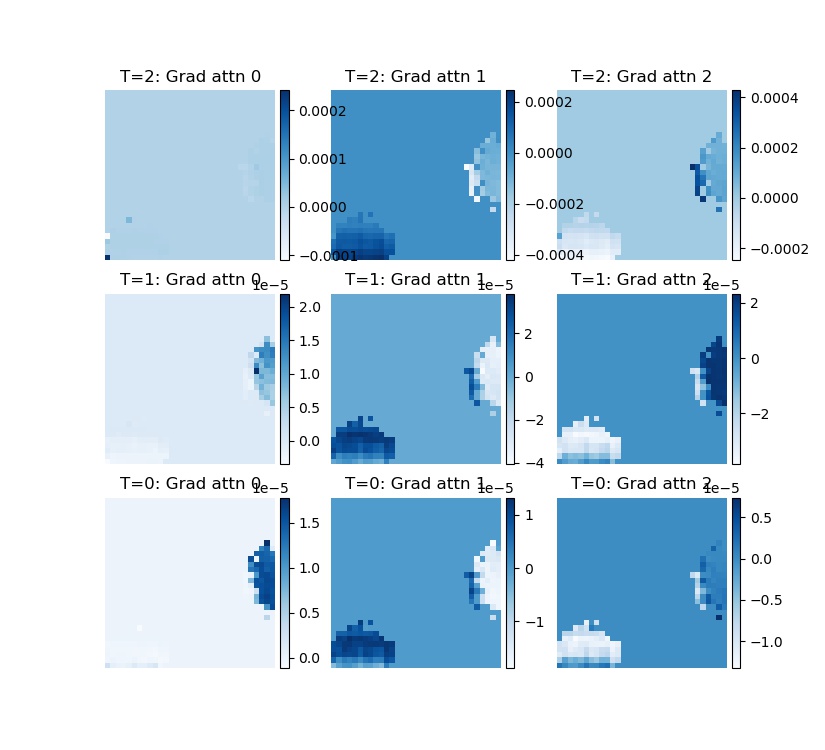 T=2: Grad attn 0
T=2: Grad attn 1
T=2: Grad attn 2
0.0002
0.0001
0.0000
−0.0001
0.0002
0.0000
−0.0002
−0.0004
0.0004
0.0002
0.0000
−0.0002
T=1: Grad attn 0
1e−5
T=1: Grad attn 1
1e−5
T=1: Grad attn 2
1e−5
2.0
1.5
1.0
0.5
0.0
2
0
−2
−4
2
0
−2
T=0: Grad attn 0
1e−5
T=0: Grad attn 1
1e−5
T=0: Grad attn 2
1e−5
1.5
1.0
0.5
0.0
1
0
−1
0.5
0.0
−0.5
−1.0